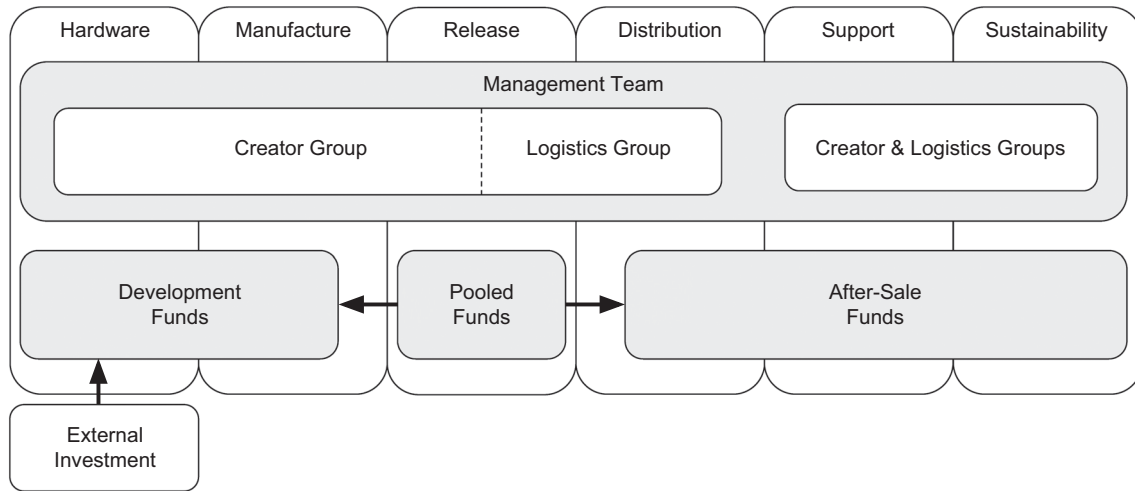 Hardware
Manufacture
Release
Distribution
Support
Sustainability
Management Team
Creator Group
Logistics Group
Creator & Logistics Groups
Development
Funds
Pooled
Funds
After-Sale
Funds
External
Investment